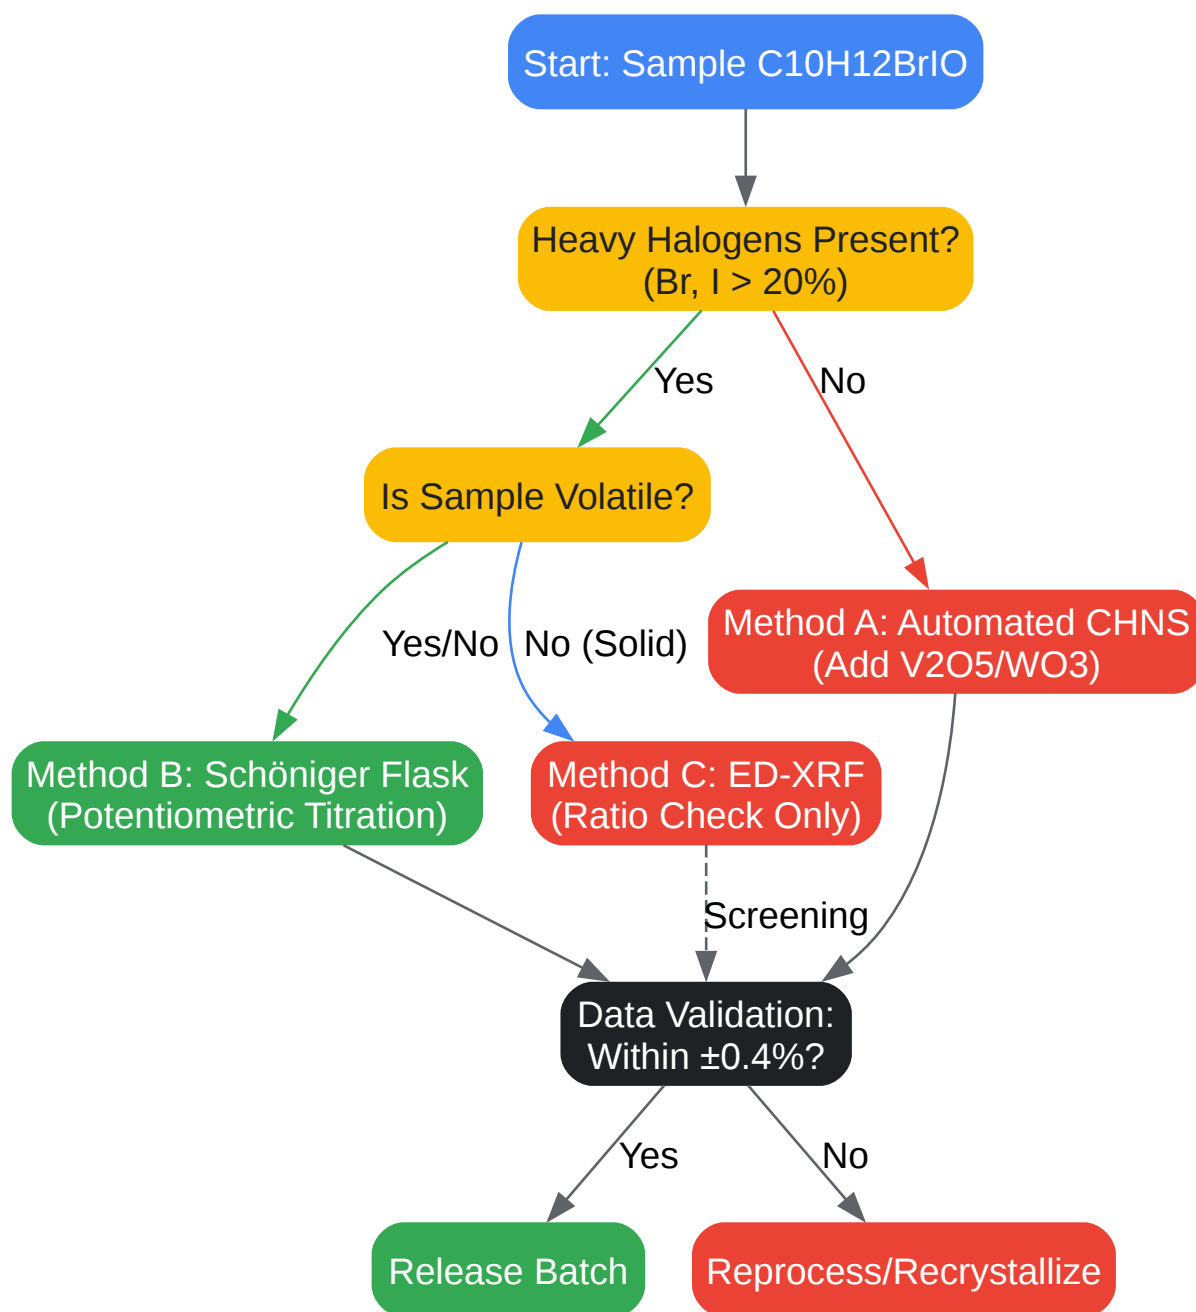 Start: Sample C10H12BrIO
Heavy Halogens Present?
(Br, I > 20%)
Yes
No
Is Sample Volatile?
Yes/No
No (Solid)
Method A: Automated CHNS
(Add V2O5/WO3)
Method B: Schöniger Flask
(Potentiometric Titration)
Method C: ED-XRF
(Ratio Check Only)
Screening
Data Validation:
Within ±0.4%?
Yes
No
Release Batch
Reprocess/Recrystallize